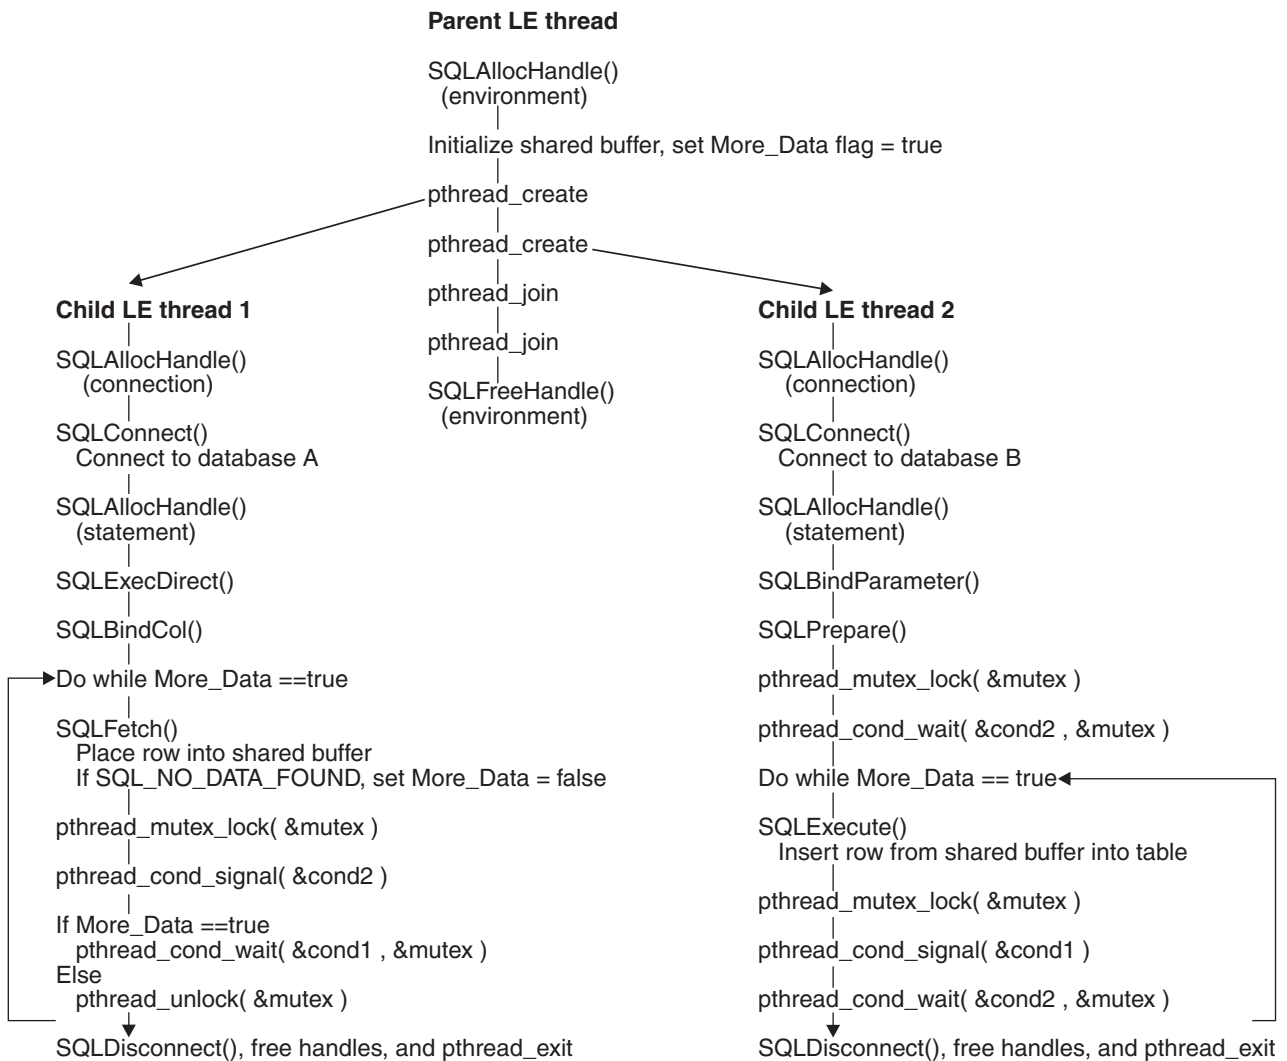 Parent LE thread
SQLAllocHandle()
(environment)
Initialize shared buffer, set More_Data flag = true
pthread_create
pthread_create
pthread_join
pthread_join
SQLFreeHandle()
(environment)
Child LE thread 1
SQLAllocHandle()
(connection)
SQLConnect()
Connect to database A
SQLAllocHandle()
(statement)
SQLExecDirect()
SQLBindCol()
Do while More_Data ==true
SQLFetch()
Place row into shared buffer
If SQL_NO_DATA_FOUND, set More_Data = false
pthread_mutex_lock( &mutex )
pthread_cond_signal( &cond2 )
If More_Data ==true
pthread_cond_wait( &cond1 , &mutex )
Else
pthread_unlock( &mutex )
SQLDisconnect(), free handles, and pthread_exit
Child LE thread 2
SQLAllocHandle()
(connection)
SQLConnect()
Connect to database B
SQLAllocHandle()
(statement)
SQLBindParameter()
SQLPrepare()
pthread_mutex_lock( &mutex )
pthread_cond_wait( &cond2 , &mutex )
Do while More_Data == true
SQLExecute()
Insert row from shared buffer into table
pthread_mutex_lock( &mutex )
pthread_cond_signal( &cond1 )
pthread_cond_wait( &cond2 , &mutex )
SQLDisconnect(), free handles, and pthread_exit